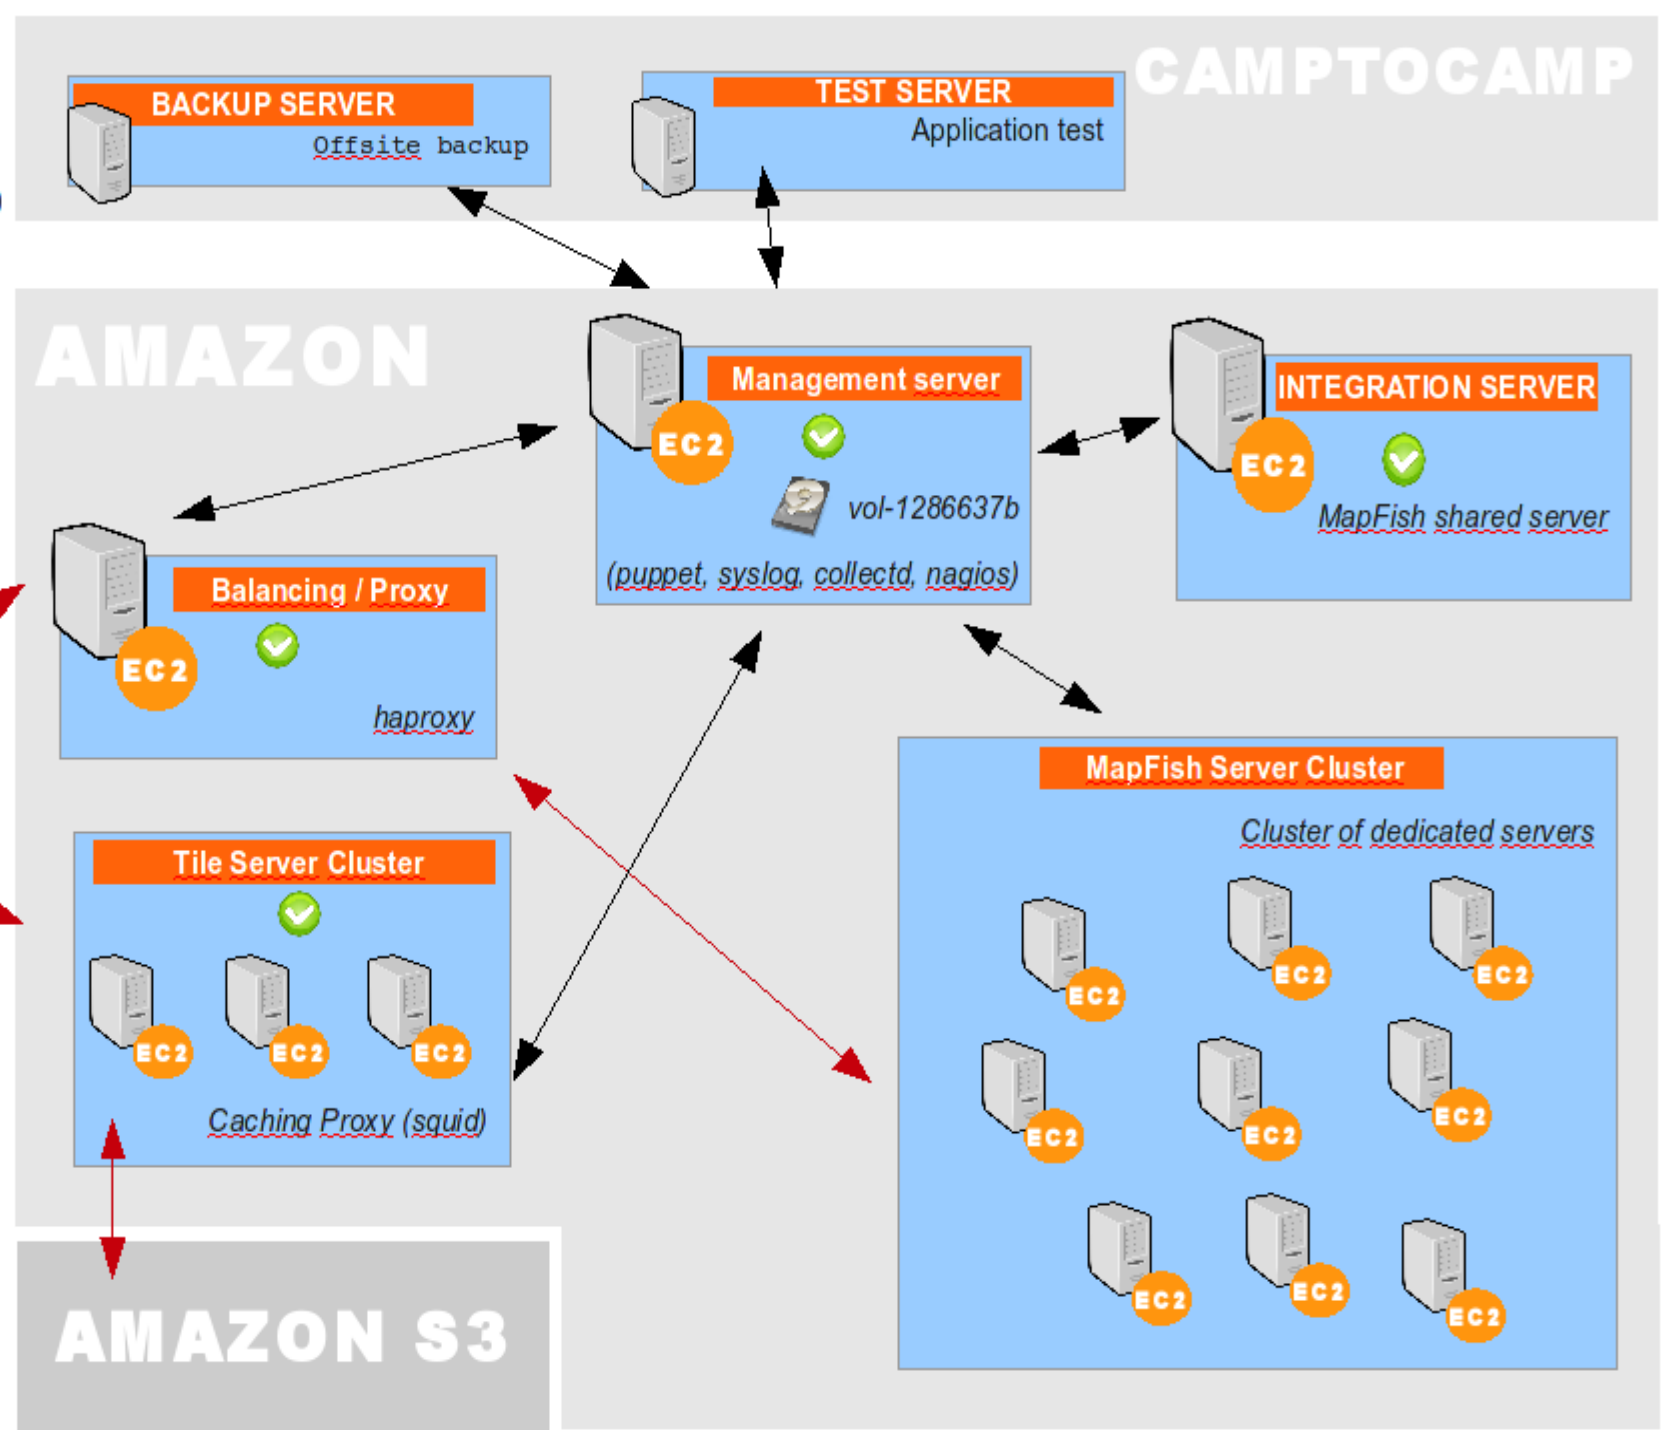 CAMPTOCAMP
BACKUP SERVER
Offsite backup
TEST SERVER
Application test
AMAZON
Management server
EC2
vol-1286637b
(puppet, syslog, collectd, nagios)
INTEGRATION SERVER
EC2
MapFish shared server
Balancing / Proxy
EC2
haproxy
MapFish Server Cluster
Cluster of dedicated servers
EC2
EC2
EC2
EC2
EC2
EC2
EC2
EC2
EC2
Tile Server Cluster
EC2
EC2
EC2
Caching Proxy (squid)
AMAZON S3